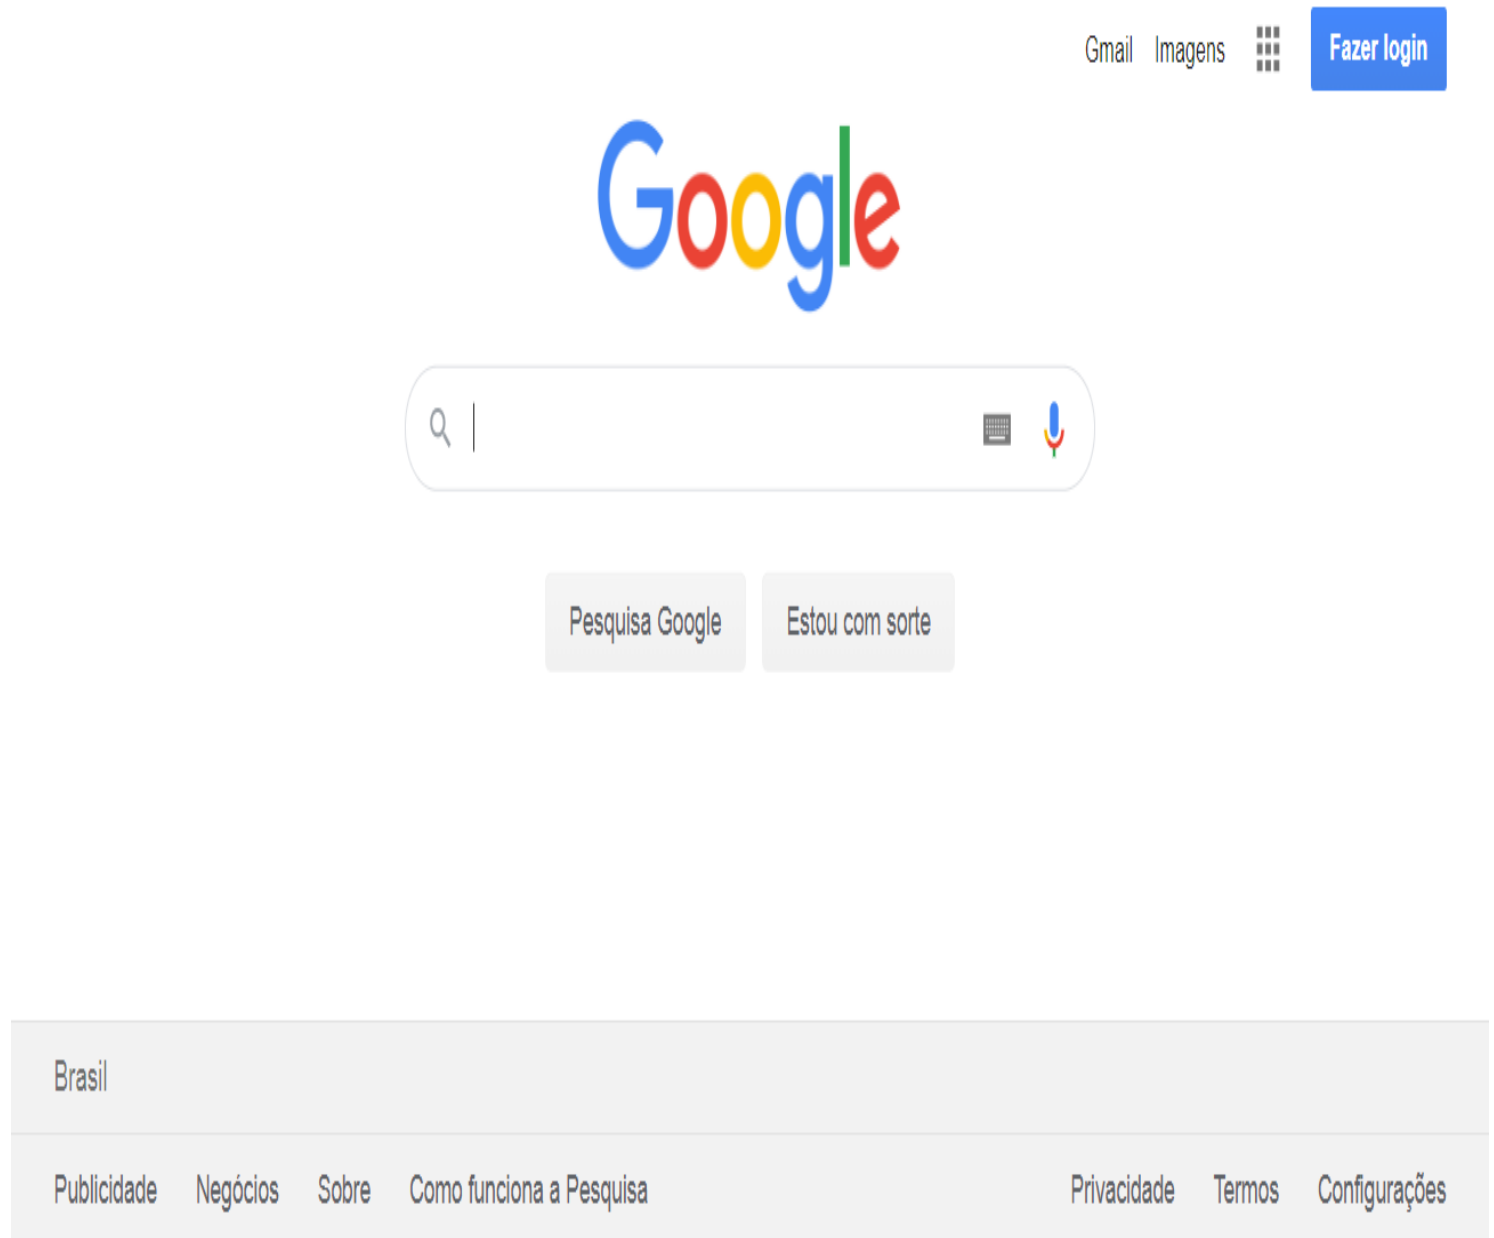 Gmail Imagens Fazer login
Google
Pesquisa Google Estou com sorte
Brasil
Publicidade Negócios Sobre Como funciona a Pesquisa Privacidade Termos Configurações